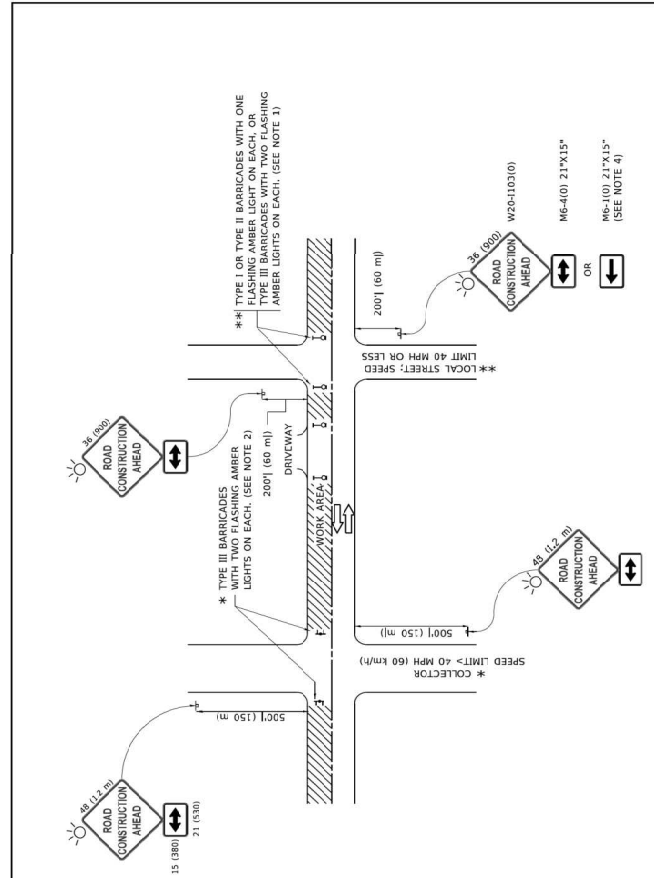 ** TYPE I OR TYPE II BARRICADES WITH ONE
FLASHING AMBER LIGHT ON EACH, OR
TYPE III BARRICADES WITH TWO FLASHING
AMBER LIGHTS ON EACH. (SEE NOTE 1)
36 (900)
ROAD
CONSTRUCTION
AHEAD
W20-I103(0)
M6-4(0) 21"X15"
OR
M6-1(0) 21"X15"
(SEE NOTE 4)
200'| (60 m|)
** LOCAL STREET; SPEED
LIMIT 40 MPH OR LESS
36 (900)
ROAD
CONSTRUCTION
AHEAD
200'| (60 m|)
DRIVEWAY
* TYPE III BARRICADES
WITH TWO FLASHING AMBER
LIGHTS ON EACH. (SEE NOTE 2)
WORK AREA
48 (1.2 m)
ROAD
CONSTRUCTION
AHEAD
500'| (150 m|)
* COLLECTOR
SPEED LIMIT> 40 MPH (60 km/h)
48 (1.2 m)
ROAD
CONSTRUCTION
AHEAD
15 (380)
21 (530)
500'| (150 m|)